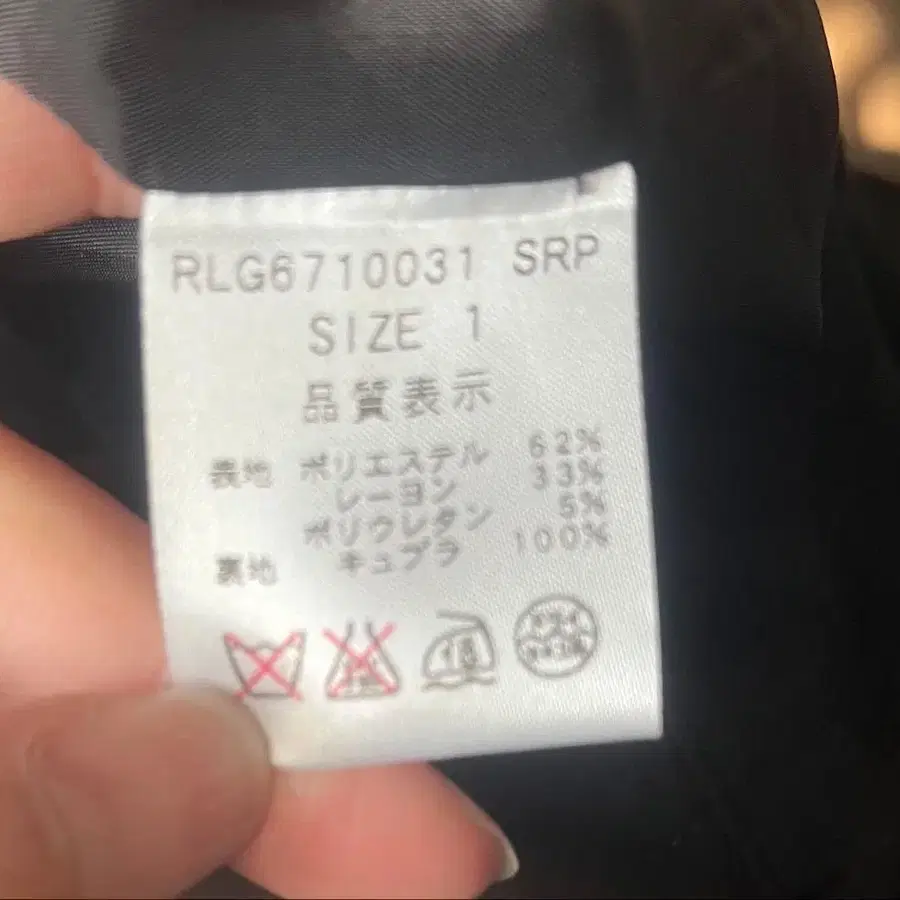 RLG6710031 SRP
SIZE 1
品質表示
表地 ポリエステル 62%
レーヨン 33%
ポリウレタン 5%
裏地 キュプラ 100%